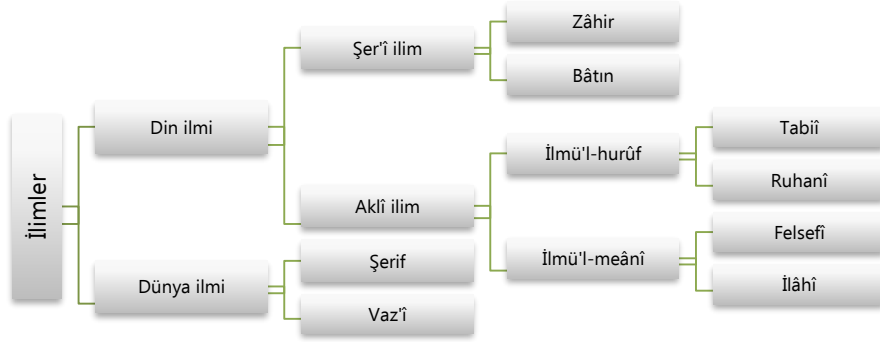 İlimler
Din ilmi
Şer'î ilim
Zâhir
Bâtın
Aklî ilim
İlmü'l-hurûf
Tabiî
Ruhanî
İlmü'l-meânî
Felsefî
İlâhî
Dünya ilmi
Şerif
Vaz'î